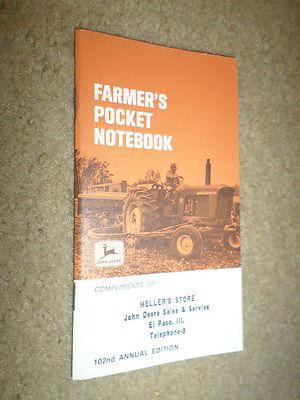 FARMER'S
POCKET
NOTEBOOK
JOHN DEERE
COMPLIMENTS OF
HELLER'S STORE
John Deere Sales & Service
El Paso, Ill.
Telephone-8
102nd ANNUAL EDITION